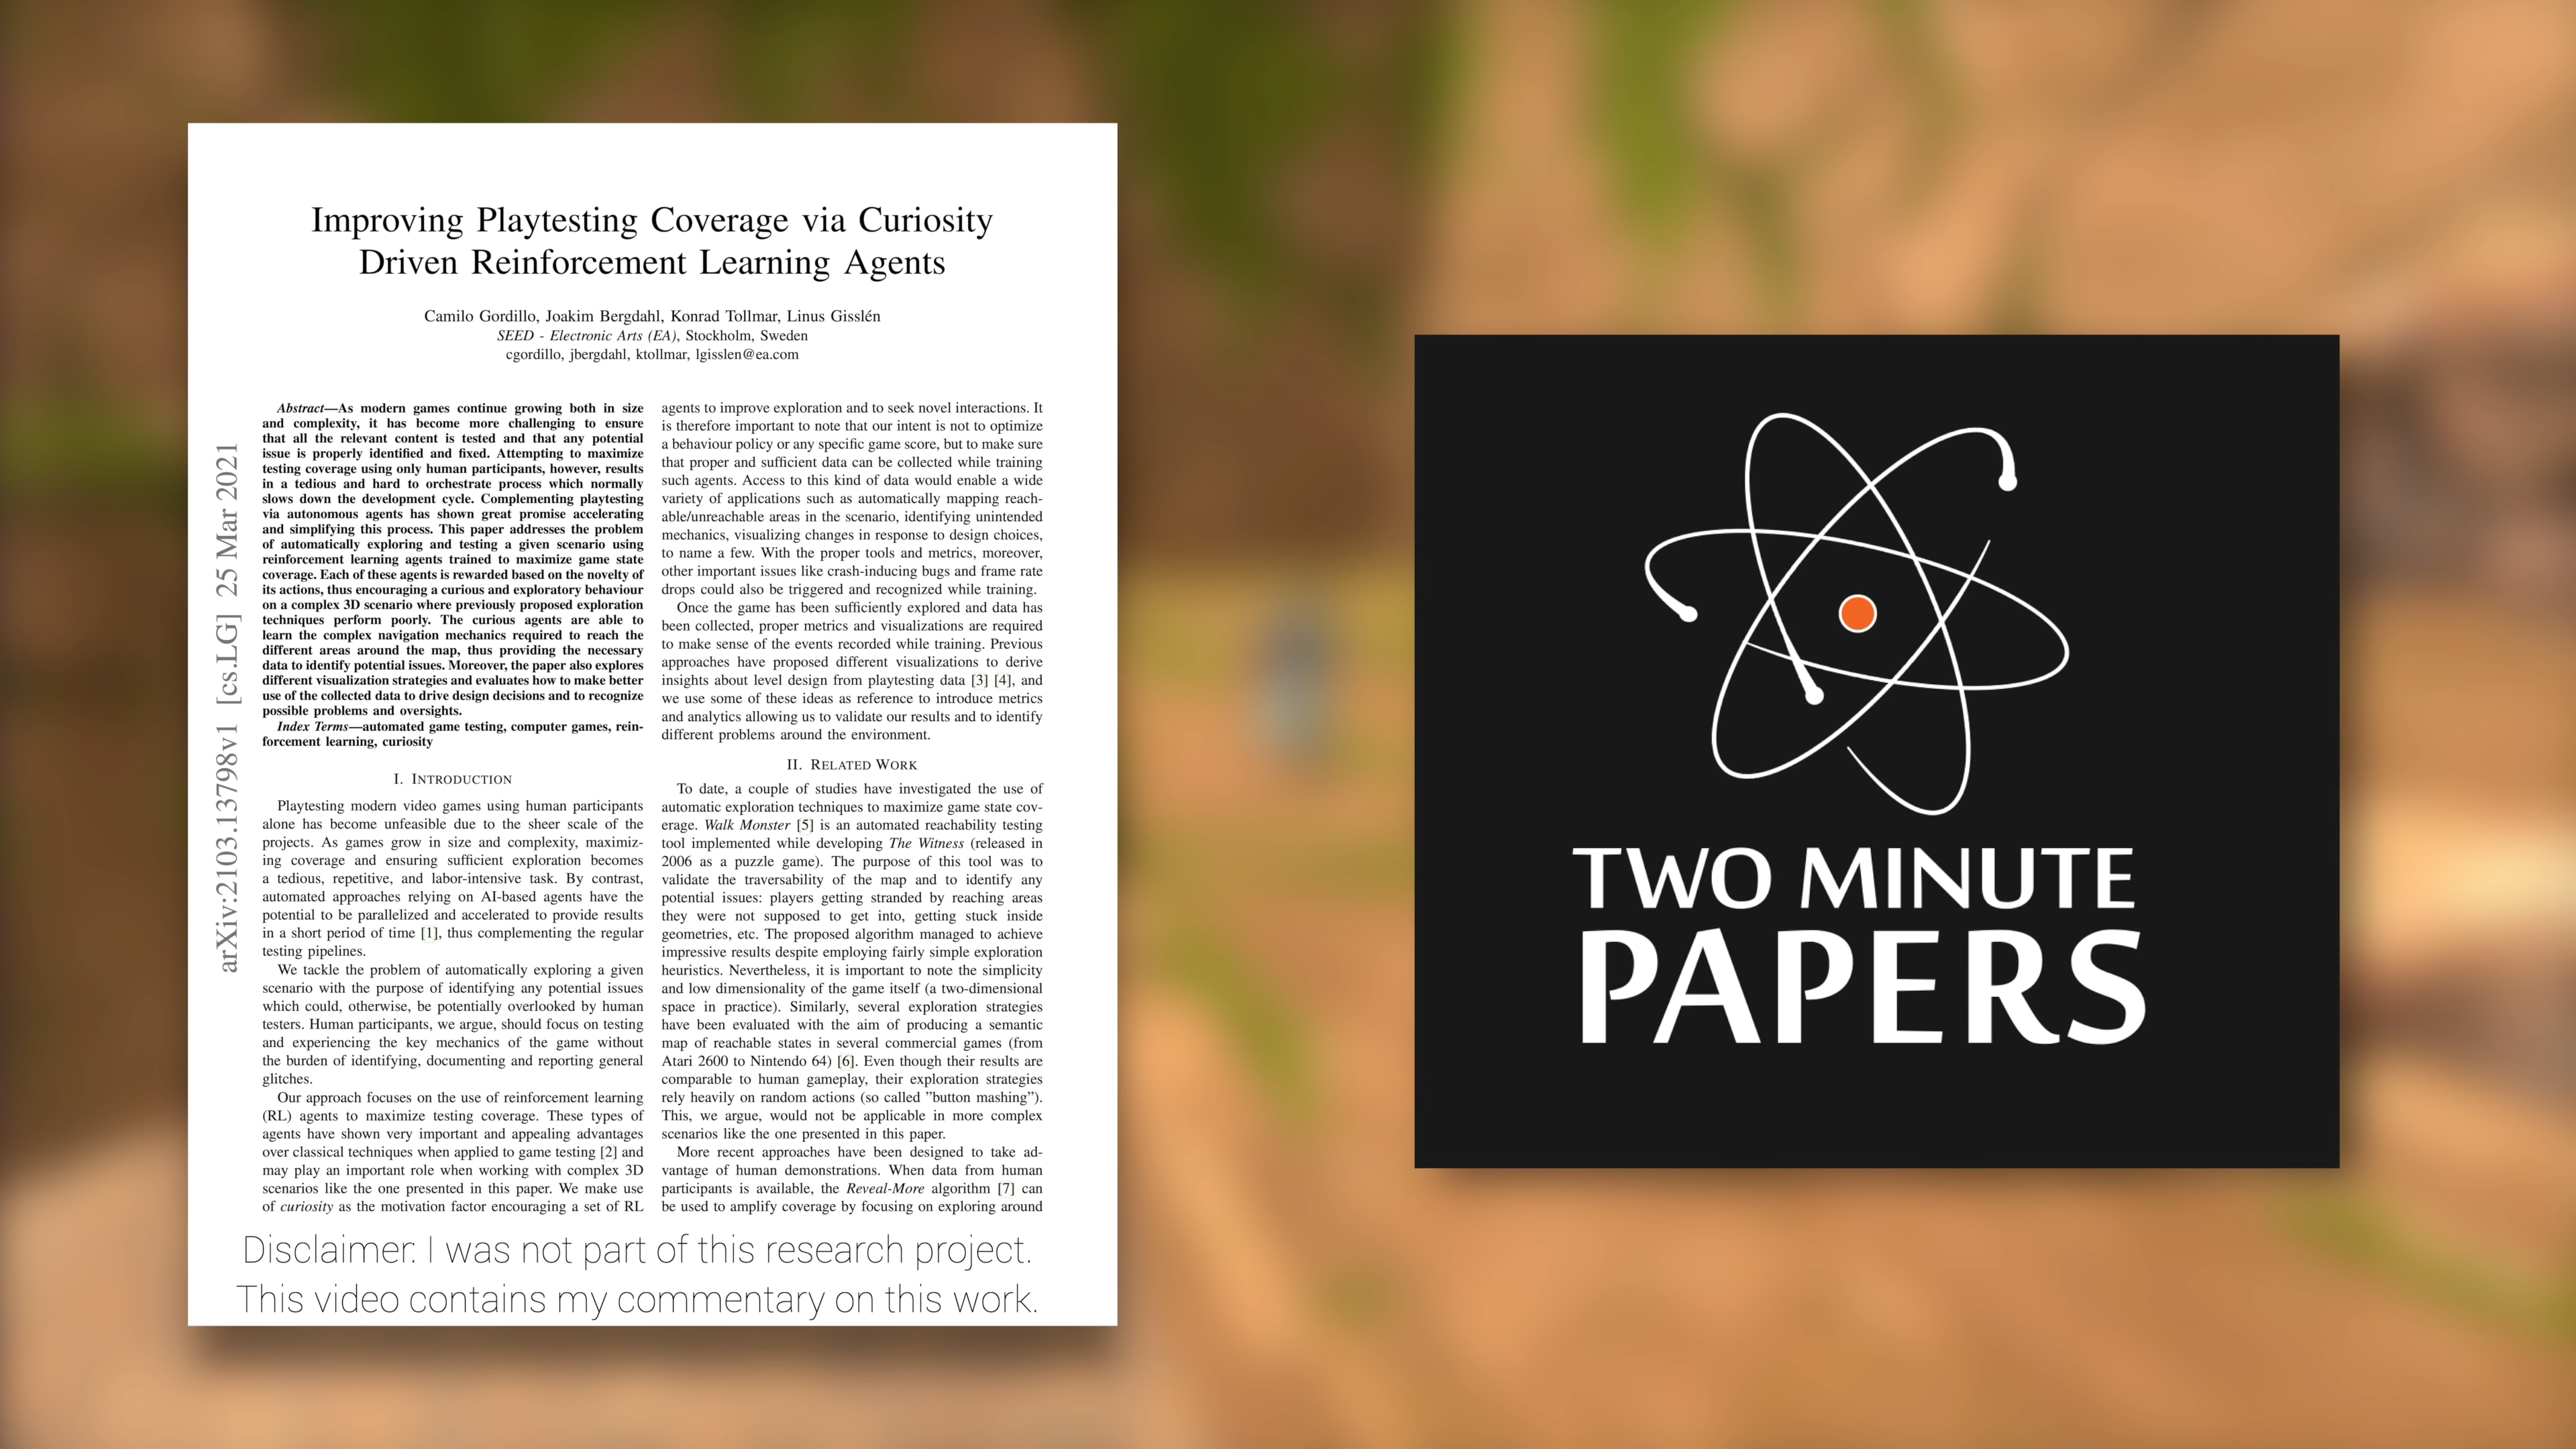 Improving Playtesting Coverage via Curiosity
Driven Reinforcement Learning Agents
Camilo Gordillo, Joakim Bergdahl, Konrad Tollmar, Linus Gisslén
SEED - Electronic Arts (EA), Stockholm, Sweden
cgordillo, jbergdahl, ktollmar, lgisslen@ea.com
arXiv:2103.13798v1 [cs.LG] 25 Mar 2021
Abstract—As modern games continue growing both in size
and complexity, it has become more challenging to ensure
that all the relevant content is tested and that any potential
issue is properly identified and fixed. Attempting to maximize
testing coverage using only human participants, however, results
in a tedious and hard to orchestrate process which normally
slows down the development cycle. Complementing playtesting
via autonomous agents has shown great promise accelerating
and simplifying this process. This paper addresses the problem
of automatically exploring and testing a given scenario using
reinforcement learning agents trained to maximize game state
coverage. Each of these agents is rewarded based on the novelty of
its actions, thus encouraging a curious and exploratory behaviour
on a complex 3D scenario where previously proposed exploration
techniques perform poorly. The curious agents are able to
learn the complex navigation mechanics required to reach the
different areas around the map, thus providing the necessary
data to identify potential issues. Moreover, the paper also explores
different visualization strategies and evaluates how to make better
use of the collected data to drive design decisions and to recognize
possible problems and oversights.
Index Terms—automated game testing, computer games, rein-
forcement learning, curiosity
I. INTRODUCTION
Playtesting modern video games using human participants
alone has become unfeasible due to the sheer scale of the
projects. As games grow in size and complexity, maximiz-
ing coverage and ensuring sufficient exploration becomes
a tedious, repetitive, and labor-intensive task. By contrast,
automated approaches relying on AI-based agents have the
potential to be parallelized and accelerated to provide results
in a short period of time [1], thus complementing the regular
testing pipelines.
We tackle the problem of automatically exploring a given
scenario with the purpose of identifying any potential issues
which could, otherwise, be potentially overlooked by human
testers. Human participants, we argue, should focus on testing
and experiencing the key mechanics of the game without
the burden of identifying, documenting and reporting general
glitches.
Our approach focuses on the use of reinforcement learning
(RL) agents to maximize testing coverage. These types of
agents have shown very important and appealing advantages
over classical techniques when applied to game testing [2] and
may play an important role when working with complex 3D
scenarios like the one presented in this paper. We make use
of curiosity as the motivation factor encouraging a set of RL
agents to improve exploration and to seek novel interactions. It
is therefore important to note that our intent is not to optimize
a behaviour policy or any specific game score, but to make sure
that proper and sufficient data can be collected while training
such agents. Access to this kind of data would enable a wide
variety of applications such as automatically mapping reach-
able/unreachable areas in the scenario, identifying unintended
mechanics, visualizing changes in response to design choices,
to name a few. With the proper tools and metrics, moreover,
other important issues like crash-inducing bugs and frame rate
drops could also be triggered and recognized while training.
Once the game has been sufficiently explored and data has
been collected, proper metrics and visualizations are required
to make sense of the events recorded while training. Previous
approaches have proposed different visualizations to derive
insights about level design from playtesting data [3] [4], and
we use some of these ideas as reference to introduce metrics
and analytics allowing us to validate our results and to identify
different problems around the environment.
II. RELATED WORK
To date, a couple of studies have investigated the use of
automatic exploration techniques to maximize game state cov-
erage. Walk Monster [5] is an automated reachability testing
tool implemented while developing The Witness (released in
2006 as a puzzle game). The purpose of this tool was to
validate the traversability of the map and to identify any
potential issues: players getting stranded by reaching areas
they were not supposed to get into, getting stuck inside
geometries, etc. The proposed algorithm managed to achieve
impressive results despite employing fairly simple exploration
heuristics. Nevertheless, it is important to note the simplicity
and low dimensionality of the game itself (a two-dimensional
space in practice). Similarly, several exploration strategies
have been evaluated with the aim of producing a semantic
map of reachable states in several commercial games (from
Atari 2600 to Nintendo 64) [6]. Even though their results are
comparable to human gameplay, their exploration strategies
rely heavily on random actions (so called ”button mashing”).
This, we argue, would not be applicable in more complex
scenarios like the one presented in this paper.
More recent approaches have been designed to take ad-
vantage of human demonstrations. When data from human
participants is available, the Reveal-More algorithm [7] can
be used to amplify coverage by focusing on exploring around
Disclaimer: I was not part of this research project.
This video contains my commentary on this work.
TWO MINUTE
PAPERS